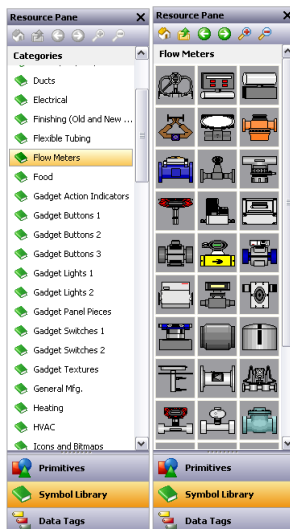 Resource Pane
Categories
Ducts
Electrical
Finishing (Old and New ...
Flexible Tubing
Flow Meters
Food
Gadget Action Indicators
Gadget Buttons 1
Gadget Buttons 2
Gadget Buttons 3
Gadget Lights 1
Gadget Lights 2
Gadget Panel Pieces
Gadget Switches 1
Gadget Switches 2
Gadget Textures
General Mfg.
Heating
HVAC
Icons and Bitmaps
Primitives
Symbol Library
Data Tags
Resource Pane
Flow Meters
Primitives
Symbol Library
Data Tags